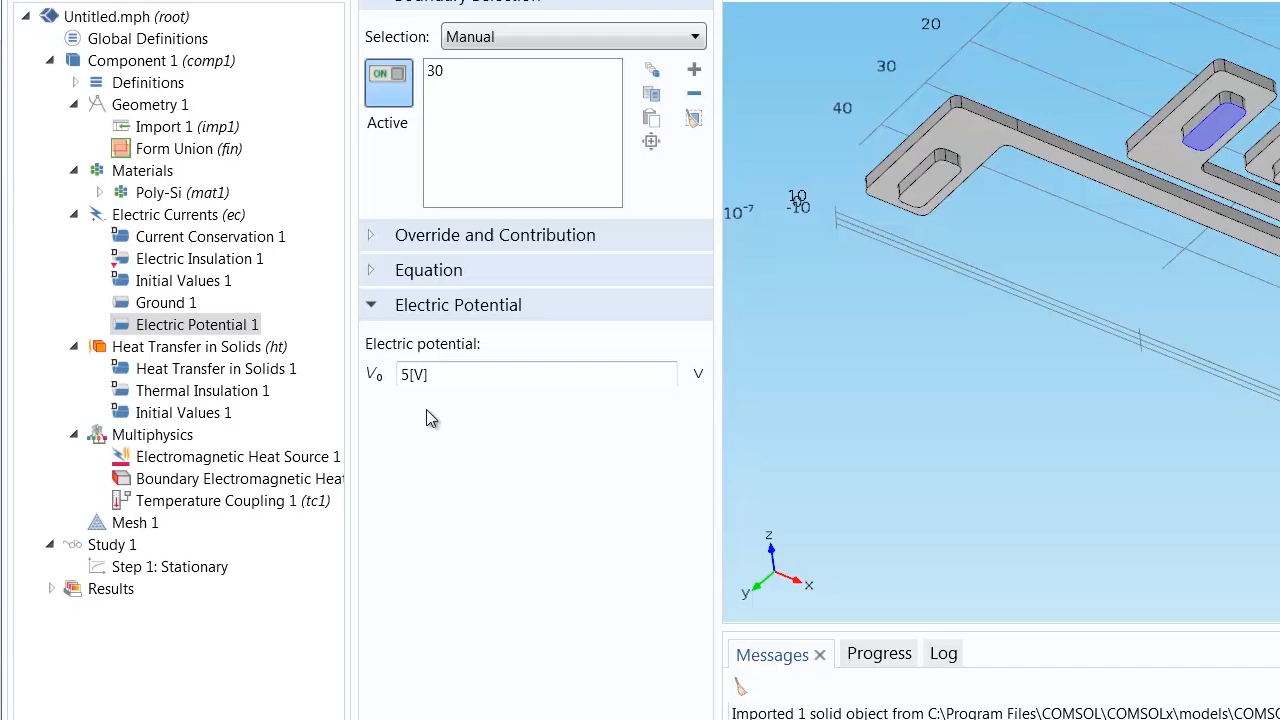 Untitled.mph (root)
Global Definitions
Component 1 (comp1)
Definitions
Geometry 1
Import 1 (imp1)
Form Union (fin)
Materials
Poly-Si (mat1)
Electric Currents (ec)
Current Conservation 1
Electric Insulation 1
Initial Values 1
Ground 1
Electric Potential 1
Heat Transfer in Solids (ht)
Heat Transfer in Solids 1
Thermal Insulation 1
Initial Values 1
Multiphysics
Electromagnetic Heat Source 1
Boundary Electromagnetic Hea
Temperature Coupling 1 (tc1)
Mesh 1
Study 1
Step 1: Stationary
Results
Boundary Selection
Selection: Manual
ON
30
Active
Override and Contribution
Equation
Electric Potential
Electric potential:
V₀ 5[V] V
20
30
40
10
-10
10⁻⁷
z
y
x
Messages Progress Log
Imported 1 solid object from C:\Program Files\COMSOL\COMSOLx\models\COMSO